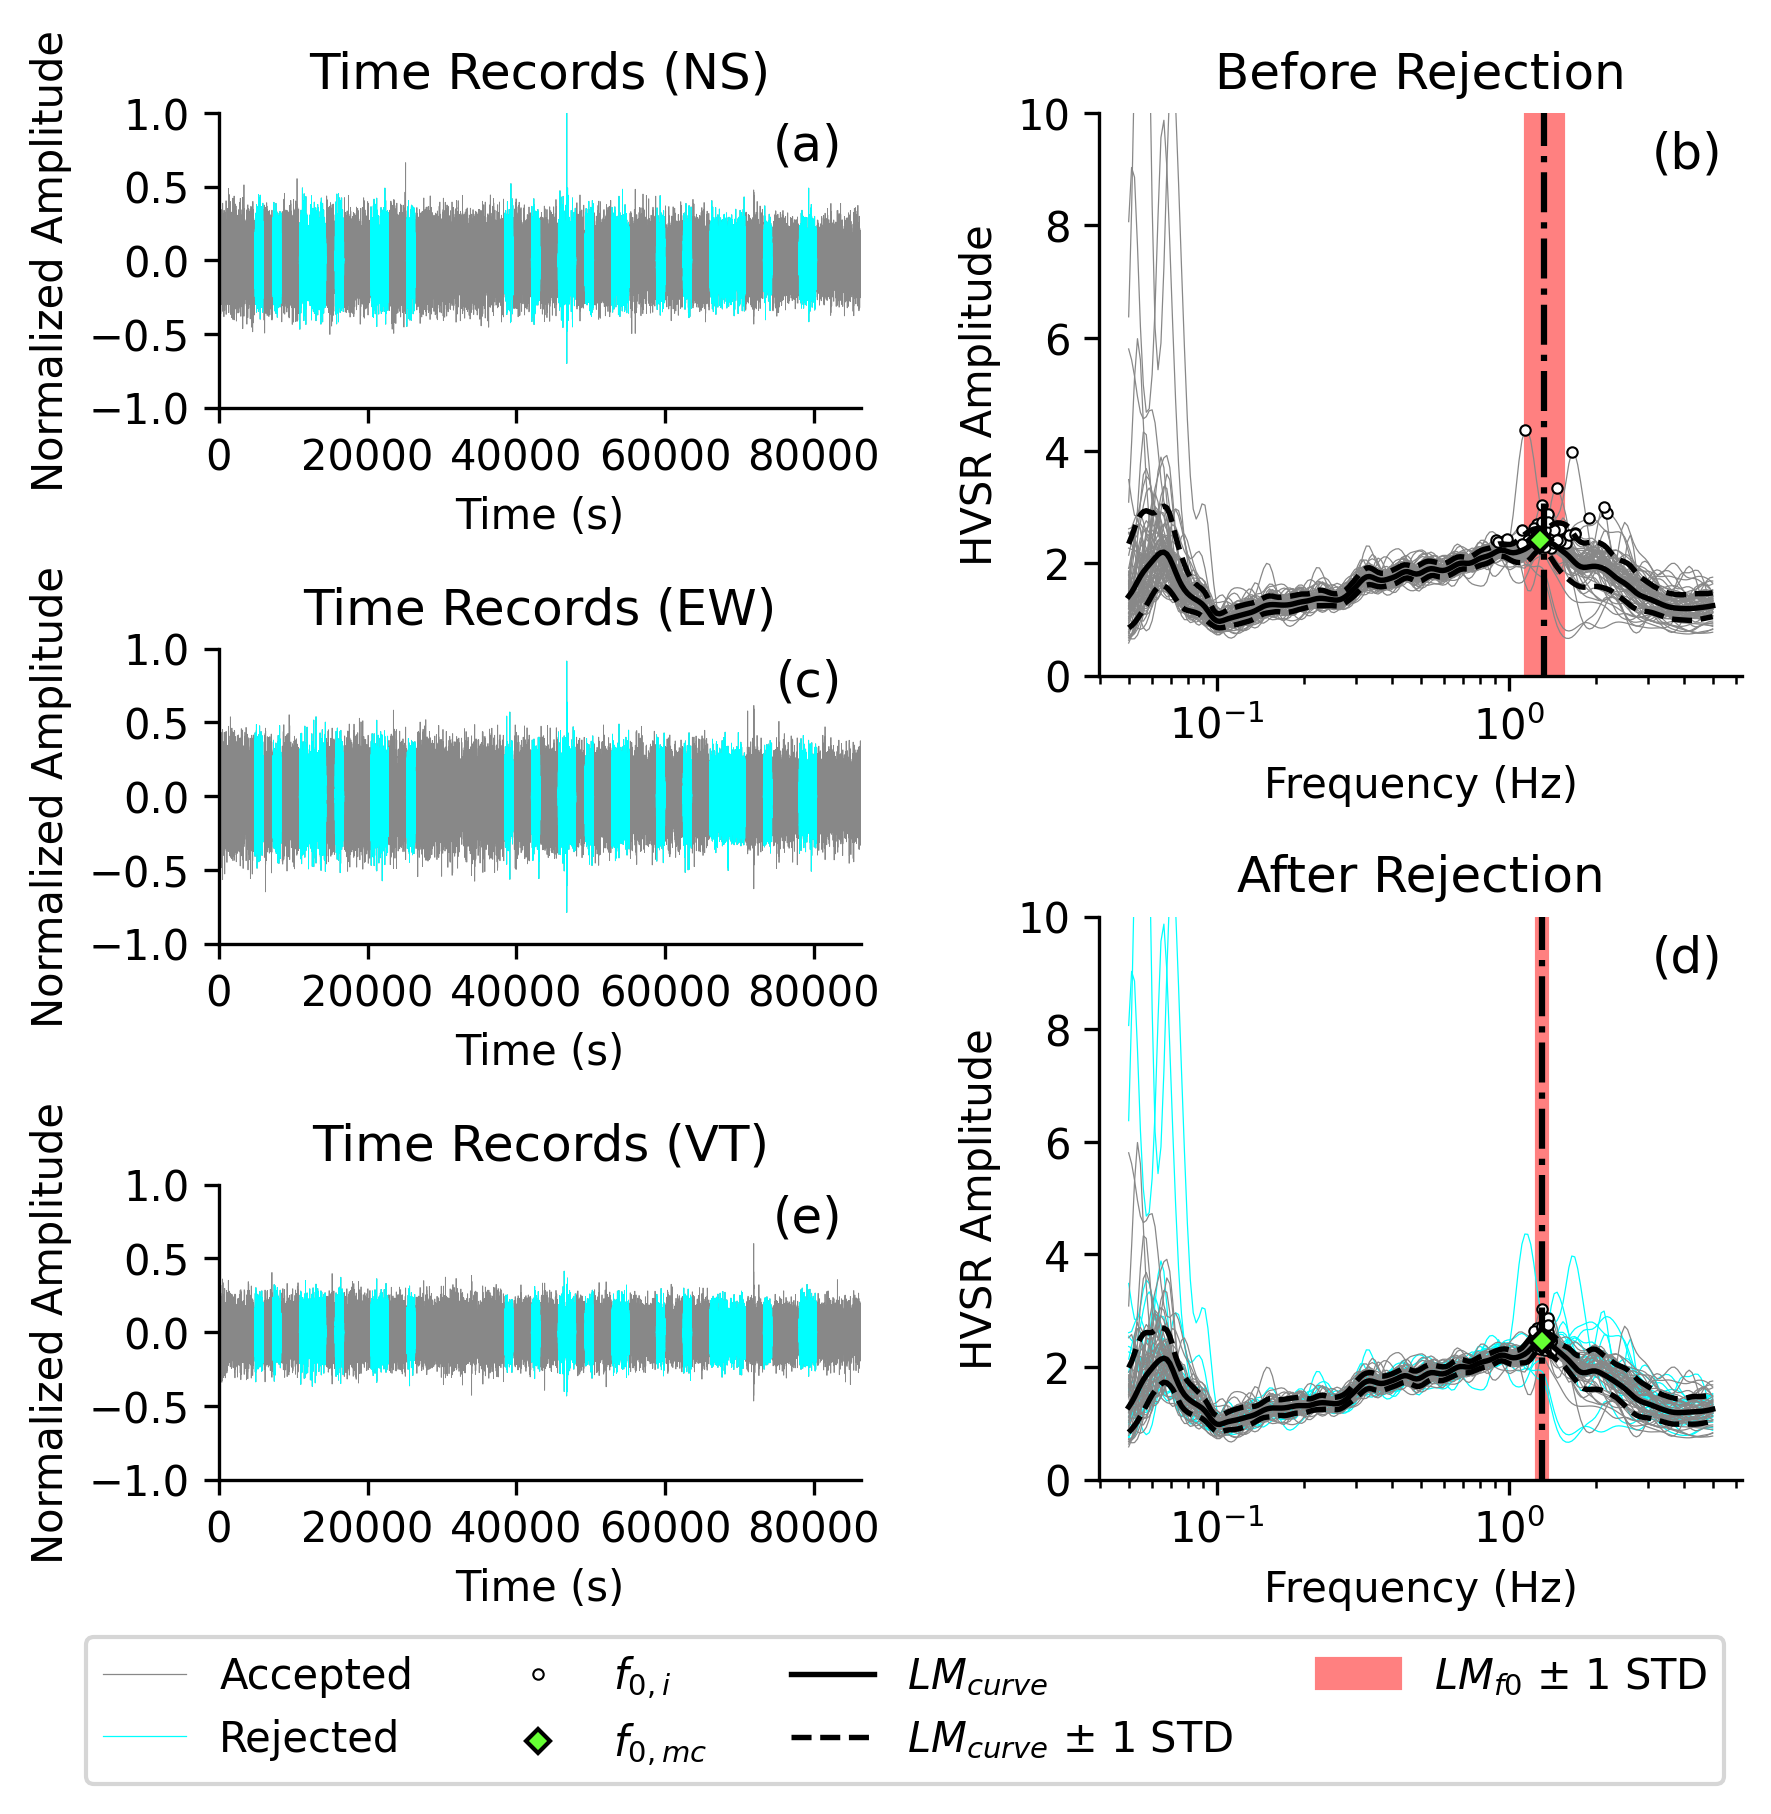 Time Records (NS)
(a)
Normalized Amplitude
1.0
0.5
0.0
−0.5
−1.0
0 20000 40000 60000 80000
Time (s)
Before Rejection
(b)
HVSR Amplitude
10
8
6
4
2
0
10⁻¹ 10⁰
Frequency (Hz)
Time Records (EW)
(c)
Normalized Amplitude
1.0
0.5
0.0
−0.5
−1.0
0 20000 40000 60000 80000
Time (s)
After Rejection
(d)
HVSR Amplitude
10
8
6
4
2
0
10⁻¹ 10⁰
Frequency (Hz)
Time Records (VT)
(e)
Normalized Amplitude
1.0
0.5
0.0
−0.5
−1.0
0 20000 40000 60000 80000
Time (s)
Accepted
Rejected
f0,i
f0,mc
LMcurve
LMcurve ± 1 STD
LMf0 ± 1 STD